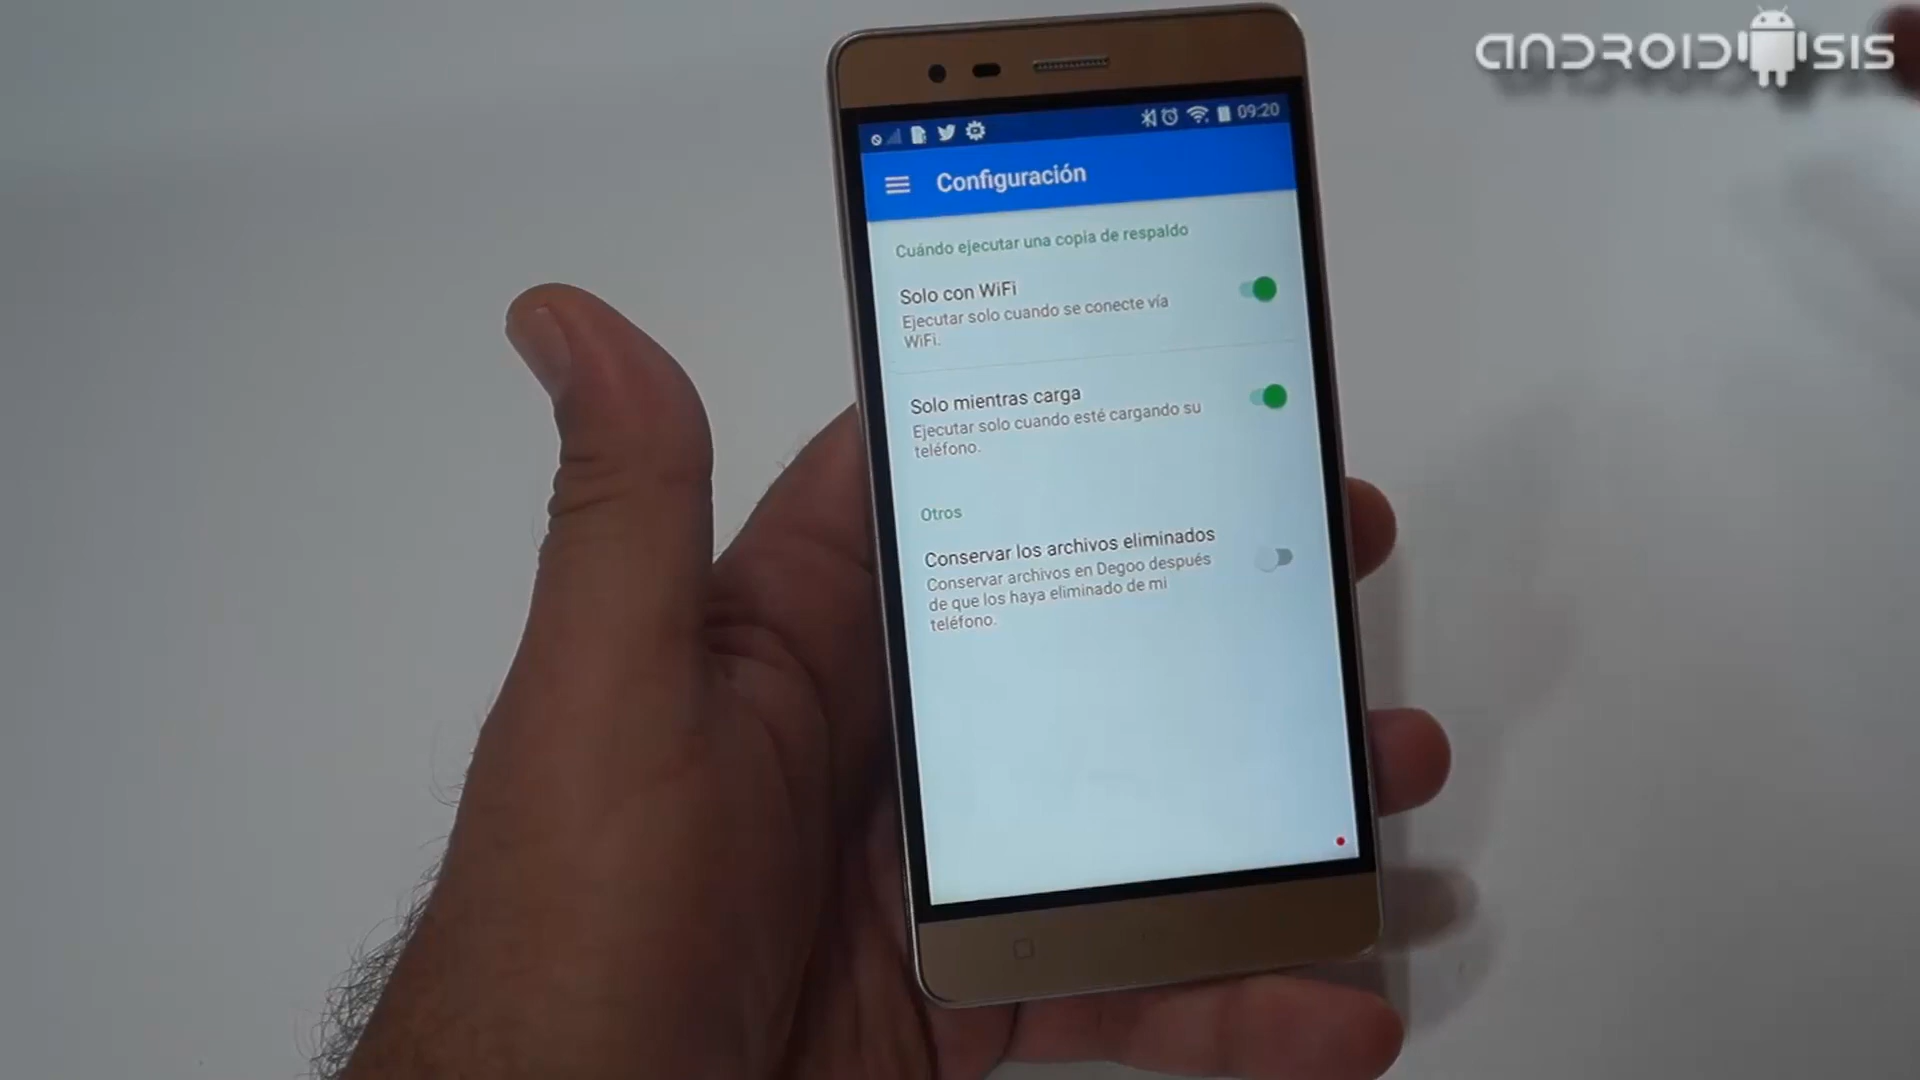 ANDROIDSIS
09:20
Configuración
Cuándo ejecutar una copia de respaldo
Solo con WiFi
Ejecutar solo cuando se conecte vía
WiFi.
Solo mientras carga
Ejecutar solo cuando esté cargando su
teléfono.
Otros
Conservar los archivos eliminados
Conservar archivos en Degoo después
de que los haya eliminado de mi
teléfono.